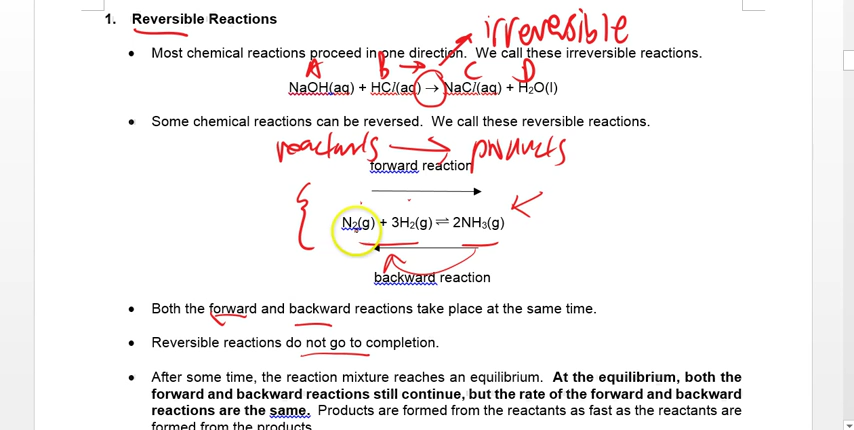 1. Reversible Reactions
irreversible
• Most chemical reactions proceed in one direction. We call these irreversible reactions.
A B C D
NaOH(aq) + HCl(aq) → NaCl(aq) + H₂O(l)
• Some chemical reactions can be reversed. We call these reversible reactions.
reactants → products
forward reaction
N₂(g) + 3H₂(g) ⇌ 2NH₃(g)
backward reaction
• Both the forward and backward reactions take place at the same time.
• Reversible reactions do not go to completion.
• After some time, the reaction mixture reaches an equilibrium. At the equilibrium, both the
forward and backward reactions still continue, but the rate of the forward and backward
reactions are the same. Products are formed from the reactants as fast as the reactants are
formed from the products.